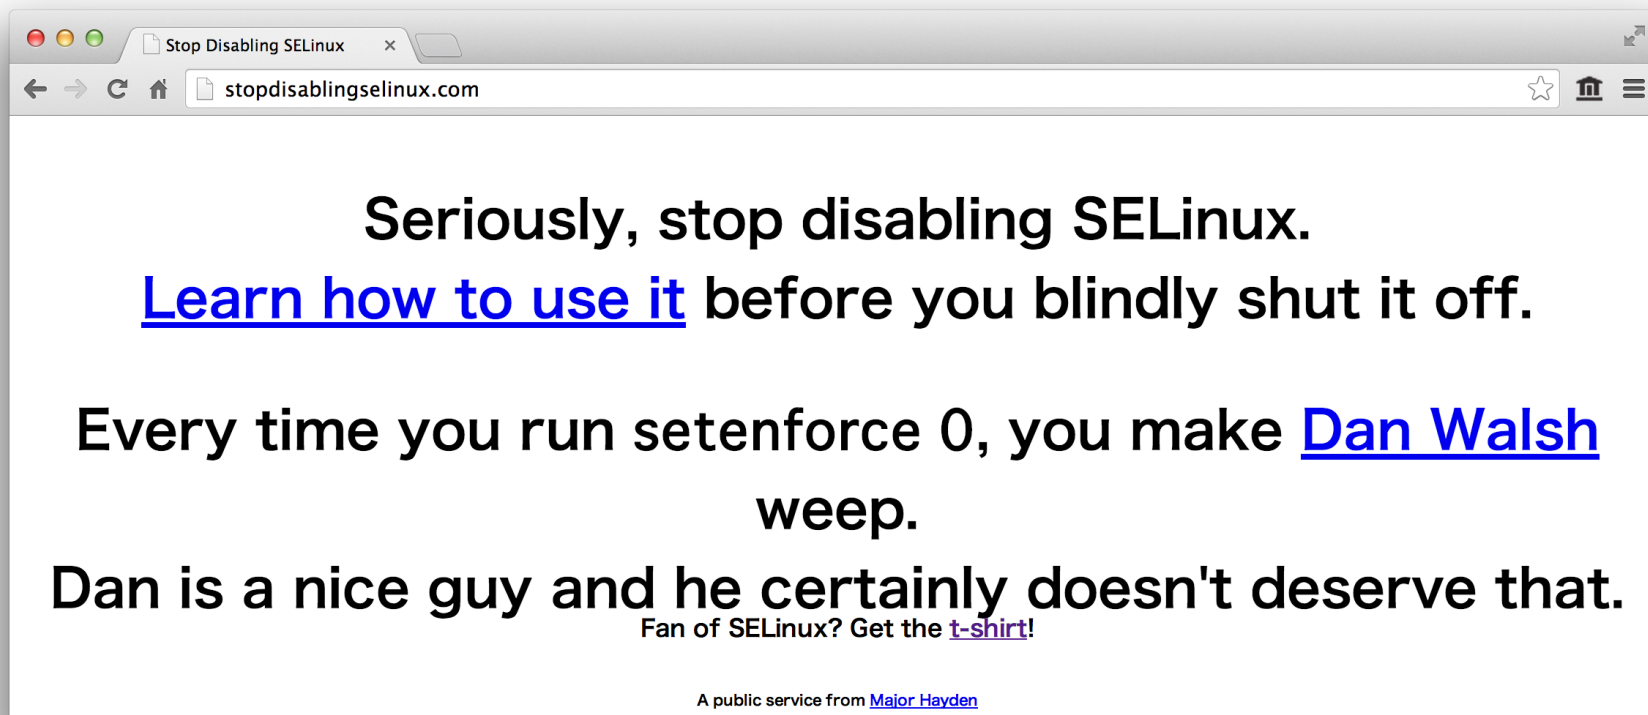 Stop Disabling SELinux
stopdisablingselinux.com
Seriously, stop disabling SELinux.
Learn how to use it before you blindly shut it off.
Every time you run setenforce 0, you make Dan Walsh
weep.
Dan is a nice guy and he certainly doesn't deserve that.
Fan of SELinux? Get the t-shirt!
A public service from Major Hayden